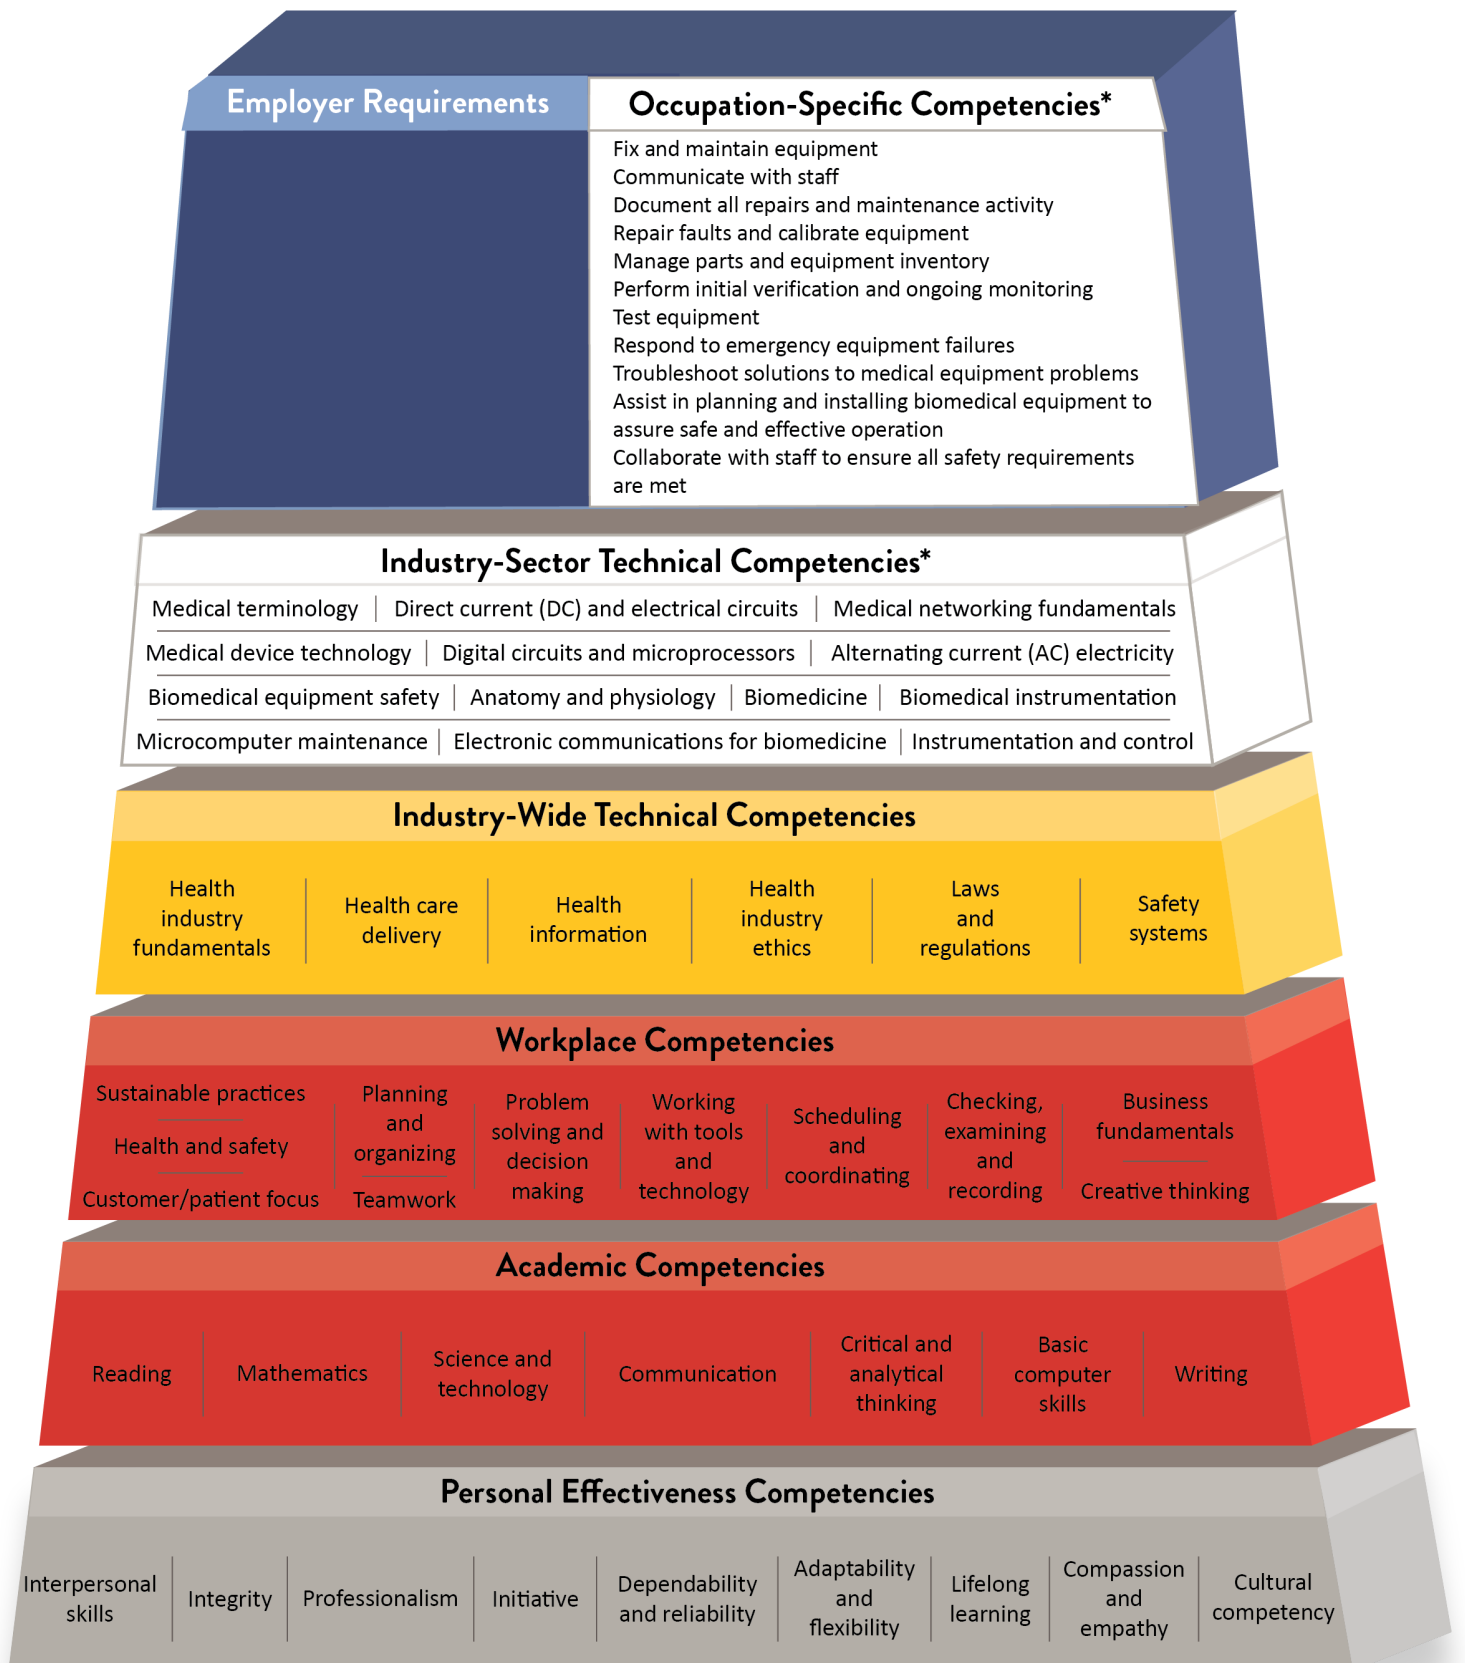 Employer Requirements
Occupation-Specific Competencies*
Fix and maintain equipment
Communicate with staff
Document all repairs and maintenance activity
Repair faults and calibrate equipment
Manage parts and equipment inventory
Perform initial verification and ongoing monitoring
Test equipment
Respond to emergency equipment failures
Troubleshoot solutions to medical equipment problems
Assist in planning and installing biomedical equipment to
assure safe and effective operation
Collaborate with staff to ensure all safety requirements
are met
Industry-Sector Technical Competencies*
Medical terminology
Direct current (DC) and electrical circuits
Medical networking fundamentals
Medical device technology
Digital circuits and microprocessors
Alternating current (AC) electricity
Biomedical equipment safety
Anatomy and physiology
Biomedicine
Biomedical instrumentation
Microcomputer maintenance
Electronic communications for biomedicine
Instrumentation and control
Industry-Wide Technical Competencies
Health
industry
fundamentals
Health care
delivery
Health
information
Health
industry
ethics
Laws
and
regulations
Safety
systems
Workplace Competencies
Sustainable practices
Health and safety
Customer/patient focus
Planning
and
organizing
Teamwork
Problem
solving and
decision
making
Working
with tools
and
technology
Scheduling
and
coordinating
Checking,
examining
and
recording
Business
fundamentals
Creative thinking
Academic Competencies
Reading
Mathematics
Science and
technology
Communication
Critical and
analytical
thinking
Basic
computer
skills
Writing
Personal Effectiveness Competencies
Interpersonal
skills
Integrity
Professionalism
Initiative
Dependability
and reliability
Adaptability
and
flexibility
Lifelong
learning
Compassion
and
empathy
Cultural
competency